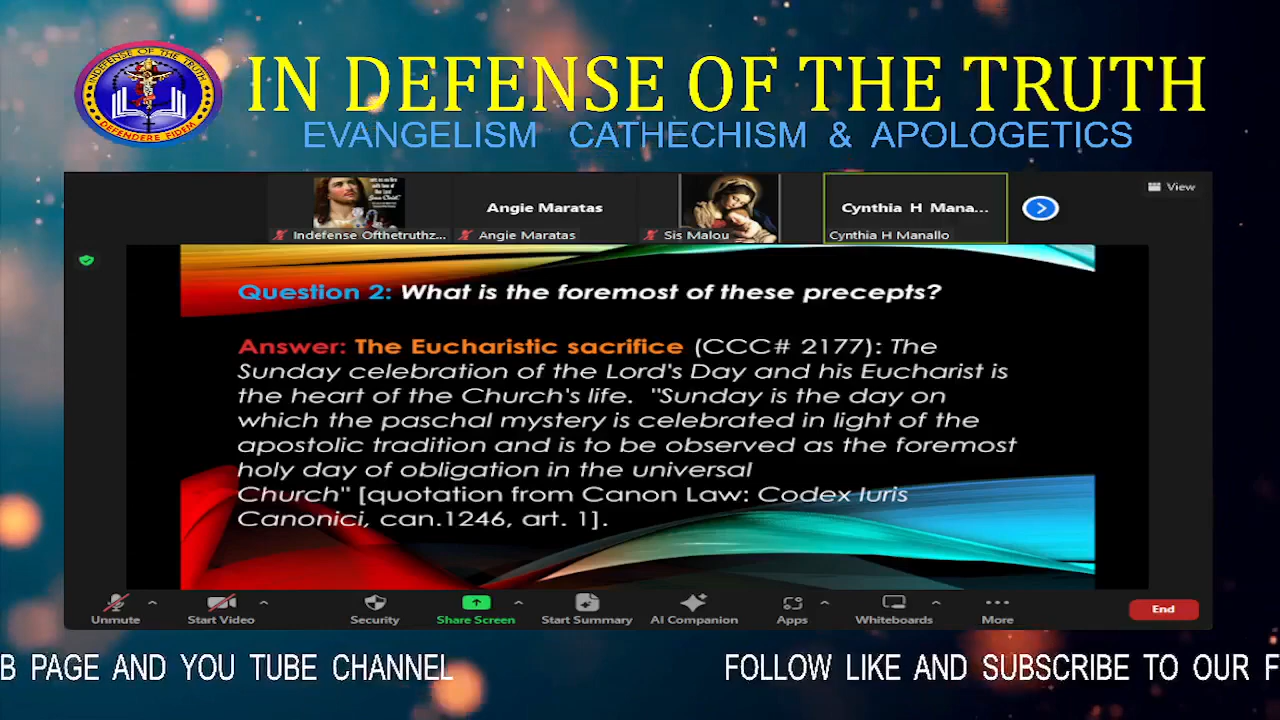 INDEFENSE OF THE TRUTH
DEFENDERE FIDEM
IN DEFENSE OF THE TRUTH
EVANGELISM CATHECHISM & APOLOGETICS
View
Angie Maratas
Cynthia H Mana...
Indefense Ofthetruthz...
Angie Maratas
Sis Malou
Cynthia H Manallo
Question 2: What is the foremost of these precepts?
Answer: The Eucharistic sacrifice (CCC# 2177): The
Sunday celebration of the Lord's Day and his Eucharist is
the heart of the Church's life. "Sunday is the day on
which the paschal mystery is celebrated in light of the
apostolic tradition and is to be observed as the foremost
holy day of obligation in the universal
Church" [quotation from Canon Law: Codex Iuris
Canonici, can.1246, art. 1].
Unmute
Start Video
Security
Share Screen
Start Summary
AI Companion
Apps
Whiteboards
More
End
B PAGE AND YOU TUBE CHANNEL
FOLLOW LIKE AND SUBSCRIBE TO OUR F